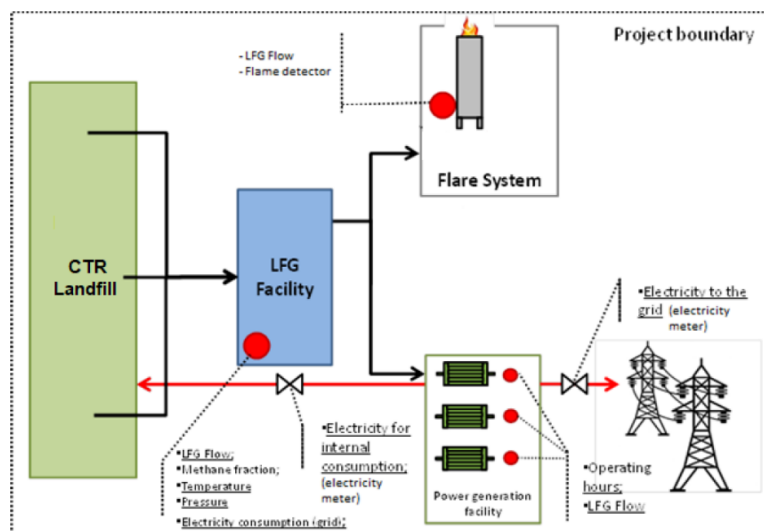 Project boundary
- LFG Flow
- Flame detector
Flare System
CTR
Landfill
LFG
Facility
▪Electricity to the
grid (electricity
meter)
▪LFG Flow;
▪Methane fraction;
▪Temperature
▪Pressure
▪Electricity consumption (grid);
▪Electricity for
internal
consumption;
(electricity
meter)
Power generation
facility
▪Operating
hours;
▪LFG Flow